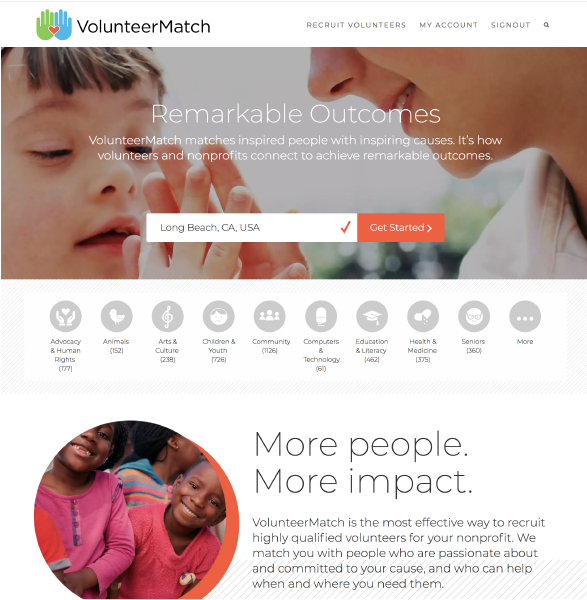 VolunteerMatch
RECRUIT VOLUNTEERS MY ACCOUNT SIGNOUT
Remarkable Outcomes
VolunteerMatch matches inspired people with inspiring causes. It's how
volunteers and nonprofits connect to achieve remarkable outcomes.
Long Beach, CA, USA
Get Started
Advocacy
& Human
Rights
(177)
Animals
(152)
Arts &
Culture
(238)
Children &
Youth
(726)
Community
(1126)
Computers
&
Technology
(61)
Education
& Literacy
(462)
Health &
Medicine
(375)
Seniors
(360)
More
More people.
More impact.
VolunteerMatch is the most effective way to recruit
highly qualified volunteers for your nonprofit. We
match you with people who are passionate about
and committed to your cause, and who can help
when and where you need them.